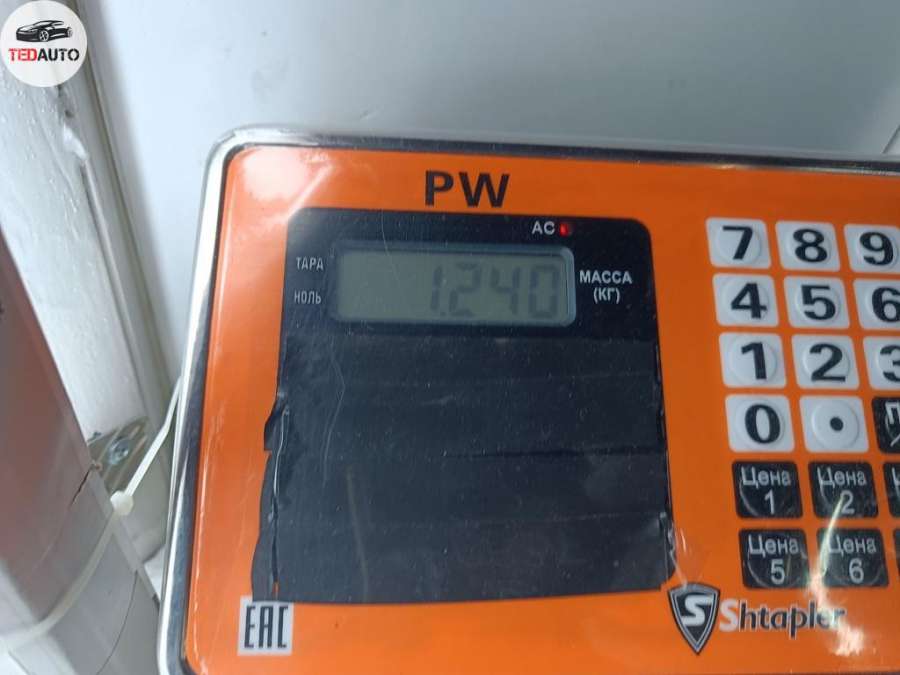 TEDAUTO
PW
AC
ТАРА
НОЛЬ
1.240
МАССА
(КГ)
7 8 9
4 5 6
1 2 3
0 .
Цена 1 Цена 2
Цена 5 Цена 6
EAC
S Shtapler